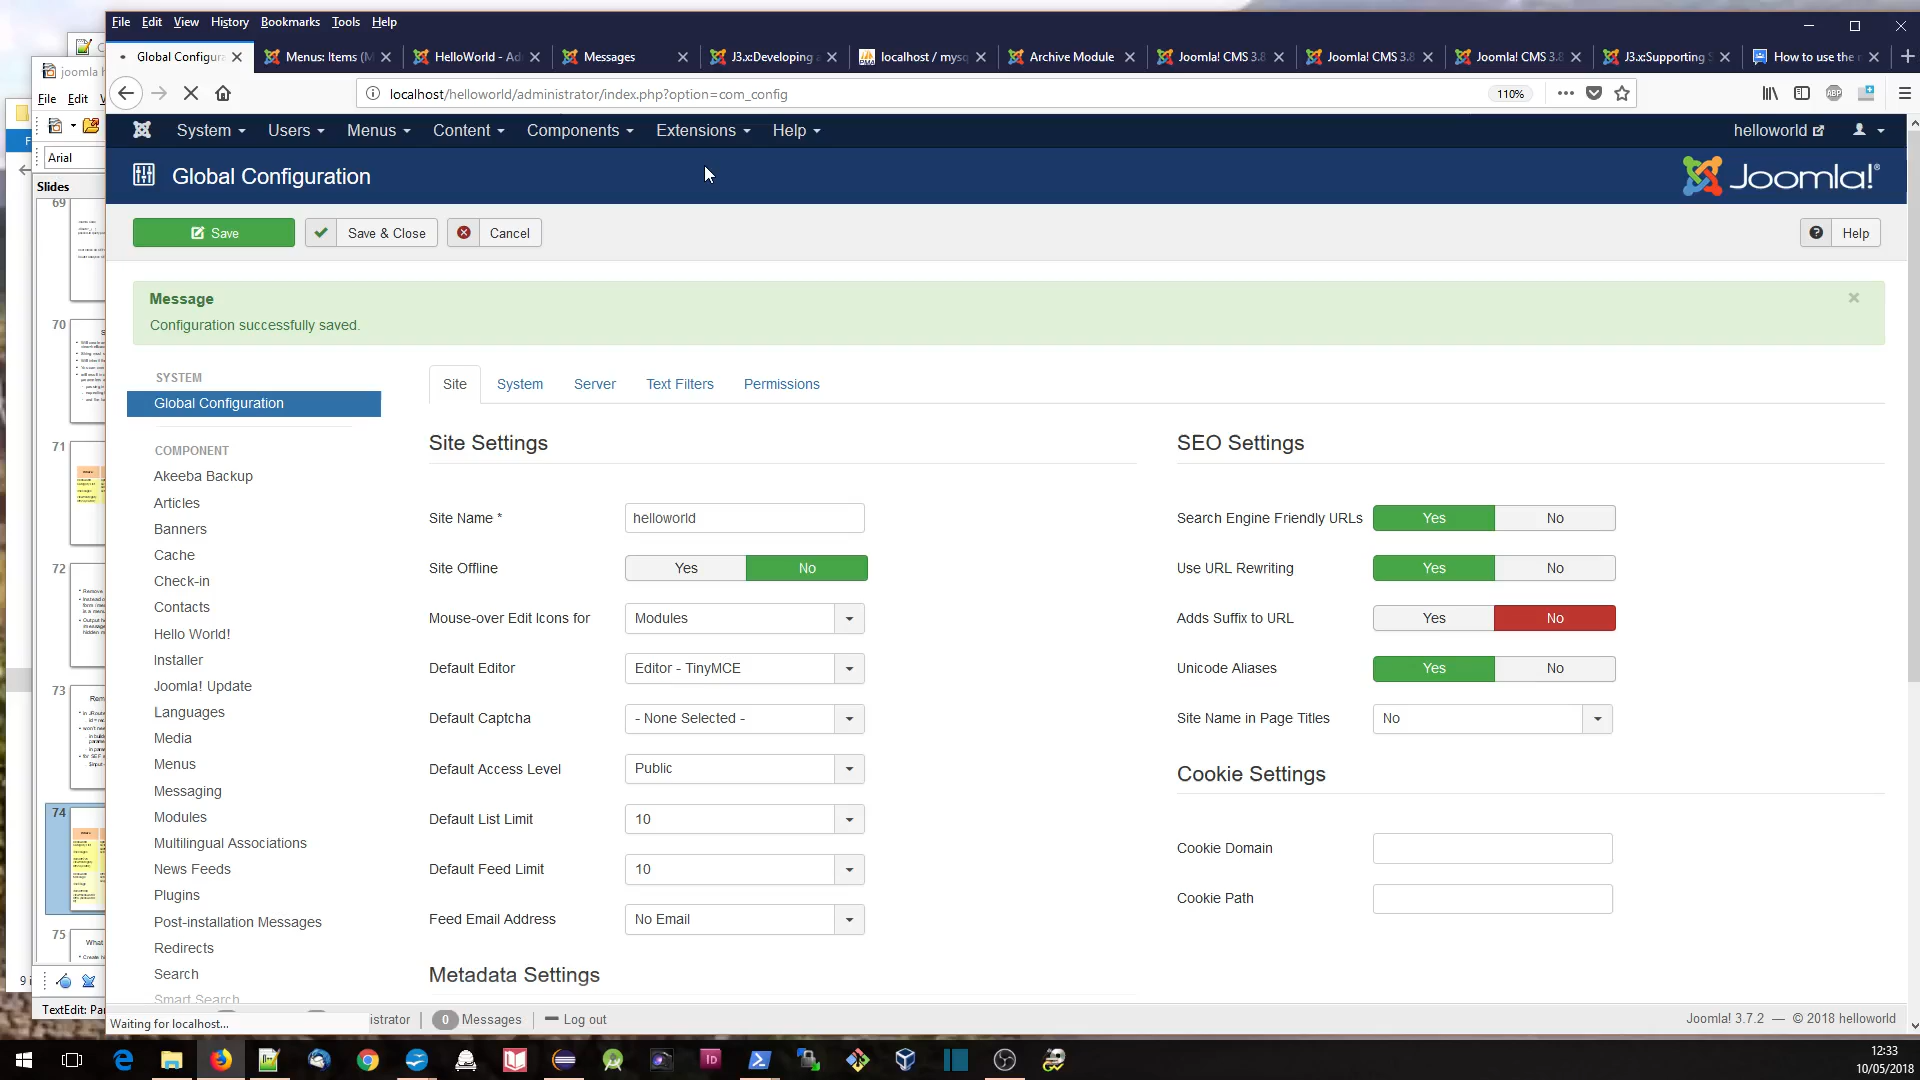 File Edit View History Bookmarks Tools Help
Global Configura
Menus: Items (M
HelloWorld - Ad
Messages
J3.x:Developing a
localhost / mysq
Archive Module
Joomla! CMS 3.8
Joomla! CMS 3.8
Joomla! CMS 3.8
J3.x:Supporting S
How to use the
localhost/helloworld/administrator/index.php?option=com_config
110%
System Users Menus Content Components Extensions Help
helloworld
Global Configuration
Joomla!®
Save
Save & Close
Cancel
Help
Message
Configuration successfully saved.
SYSTEM
Global Configuration
COMPONENT
Akeeba Backup
Articles
Banners
Cache
Check-in
Contacts
Hello World!
Installer
Joomla! Update
Languages
Media
Menus
Messaging
Modules
Multilingual Associations
News Feeds
Plugins
Post-installation Messages
Redirects
Search
Smart Search
Site System Server Text Filters Permissions
Site Settings
Site Name * helloworld
Site Offline Yes No
Mouse-over Edit Icons for Modules
Default Editor Editor - TinyMCE
Default Captcha - None Selected -
Default Access Level Public
Default List Limit 10
Default Feed Limit 10
Feed Email Address No Email
Metadata Settings
SEO Settings
Search Engine Friendly URLs Yes No
Use URL Rewriting Yes No
Adds Suffix to URL Yes No
Unicode Aliases Yes No
Site Name in Page Titles No
Cookie Settings
Cookie Domain
Cookie Path
Waiting for localhost...
istrator
0 Messages
Log out
Joomla! 3.7.2 — © 2018 helloworld
joomla h
File Edit V
Arial
Slides
69
70
71
72
73
74
75
What
TextEdit: Pa
12:33
10/05/2018